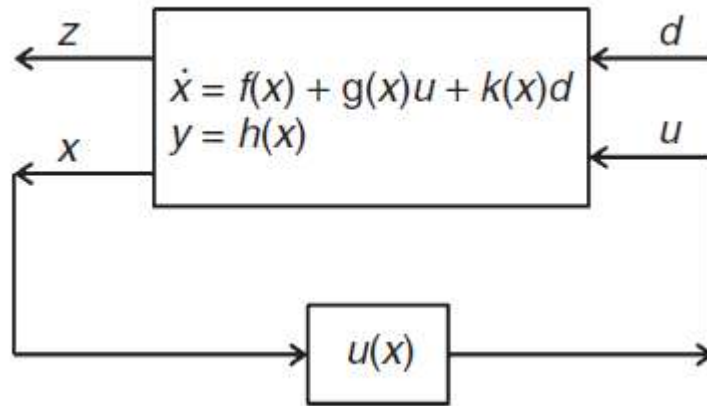 z
d
ẋ = f(x) + g(x)u + k(x)d
y = h(x)
x
u
u(x)